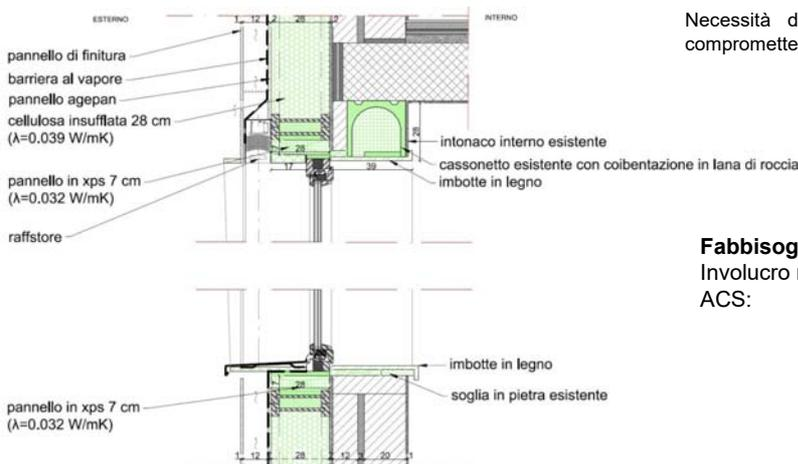 ESTERNO
INTERNO
1 12 2 28 2
pannello di finitura
barriera al vapore
pannello agepan
cellulosa insufflata 28 cm
(λ=0.039 W/mK)
pannello in xps 7 cm
(λ=0.032 W/mK)
raffstore
28
17
39
28
intonaco interno esistente
cassonetto esistente con coibentazione in lana di roccia
imbotte in legno
imbotte in legno
soglia in pietra esistente
7
28
pannello in xps 7 cm
(λ=0.032 W/mK)
1 12 2 28 2 12 3 20 1
Necessità d
compromette
Fabbisog
Involucro r
ACS: